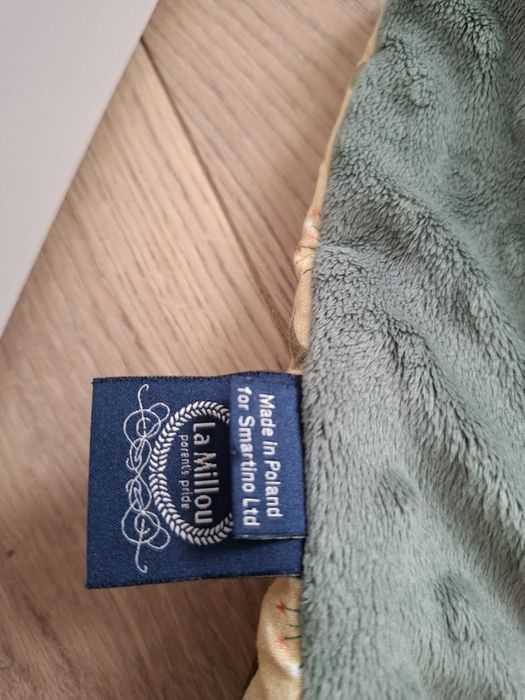 La Millou
parent's pride
Made in Poland
for Smartino Ltd